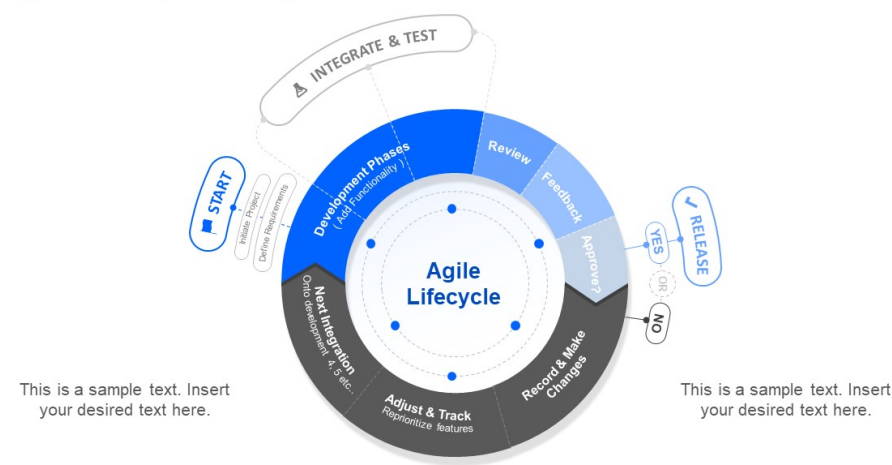 INTEGRATE & TEST
START
Initiate Project
Define Requirements
Development Phases
( Add Functionality )
Review
Feedback
Approve?
YES
OR
NO
RELEASE
Agile
Lifecycle
Record & Make
Changes
Adjust & Track
Reprioritize features
Next Integration
Onto development 4, 5 etc..
This is a sample text. Insert
your desired text here.
This is a sample text. Insert
your desired text here.